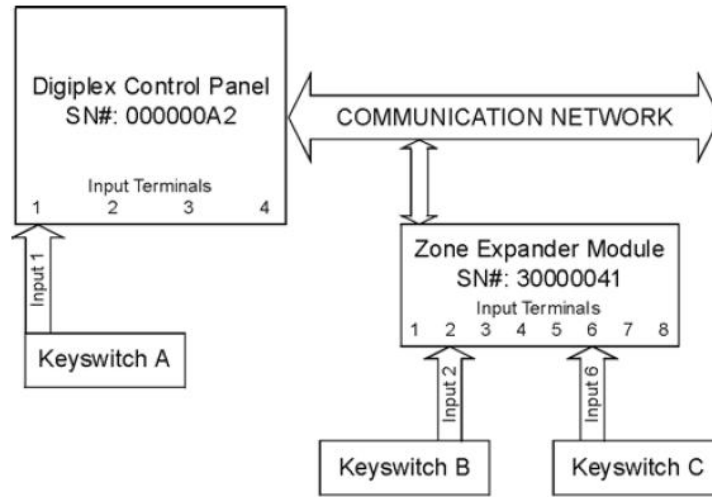 Digiplex Control Panel
SN#: 000000A2
Input Terminals
1 2 3 4
COMMUNICATION NETWORK
Input 1
Keyswitch A
Zone Expander Module
SN#: 30000041
Input Terminals
1 2 3 4 5 6 7 8
Input 2
Input 6
Keyswitch B
Keyswitch C